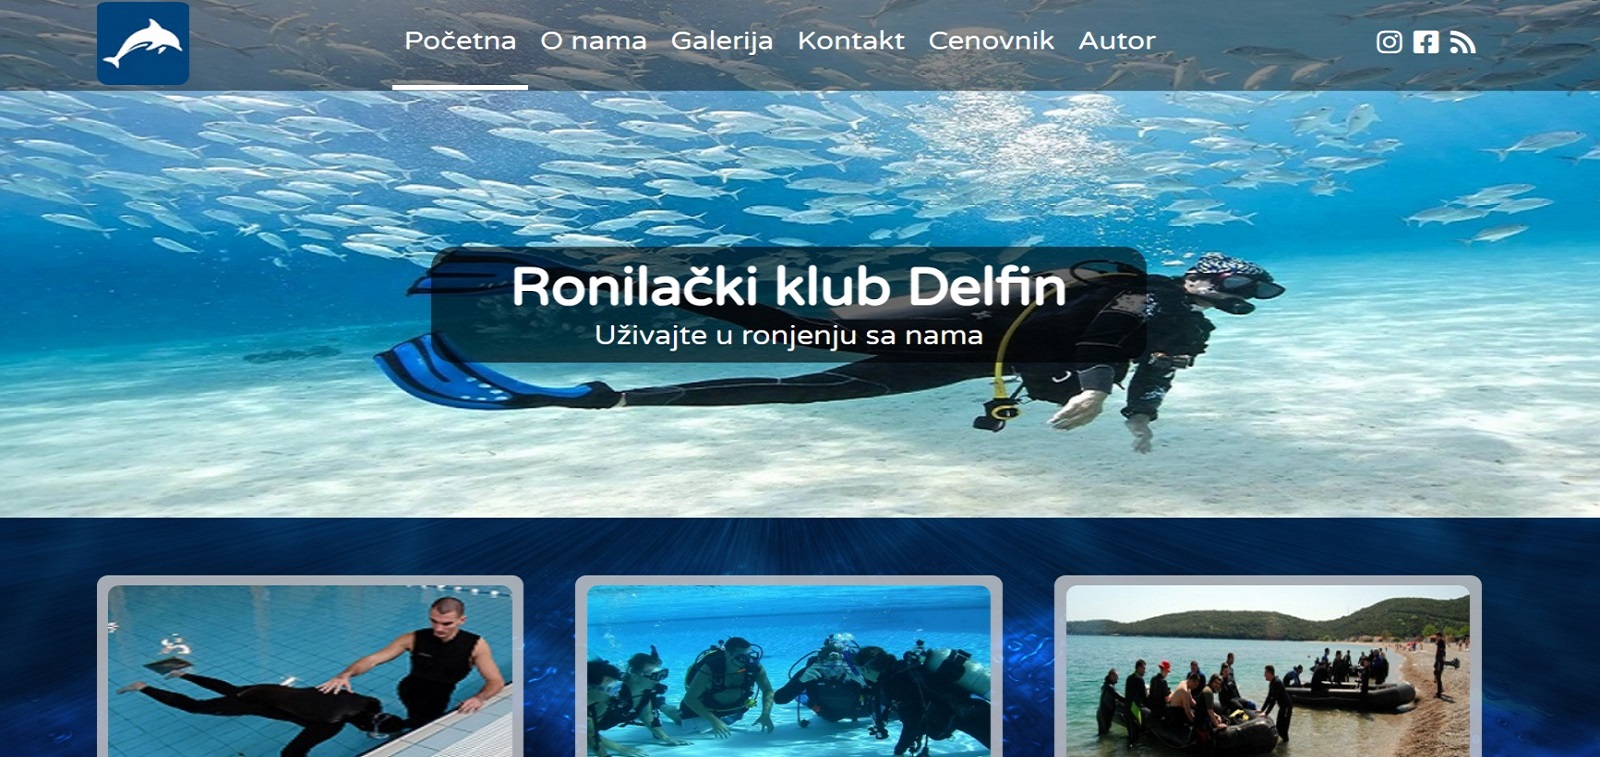 Početna O nama Galerija Kontakt Cenovnik Autor
Ronilački klub Delfin
Uživajte u ronjenju sa nama